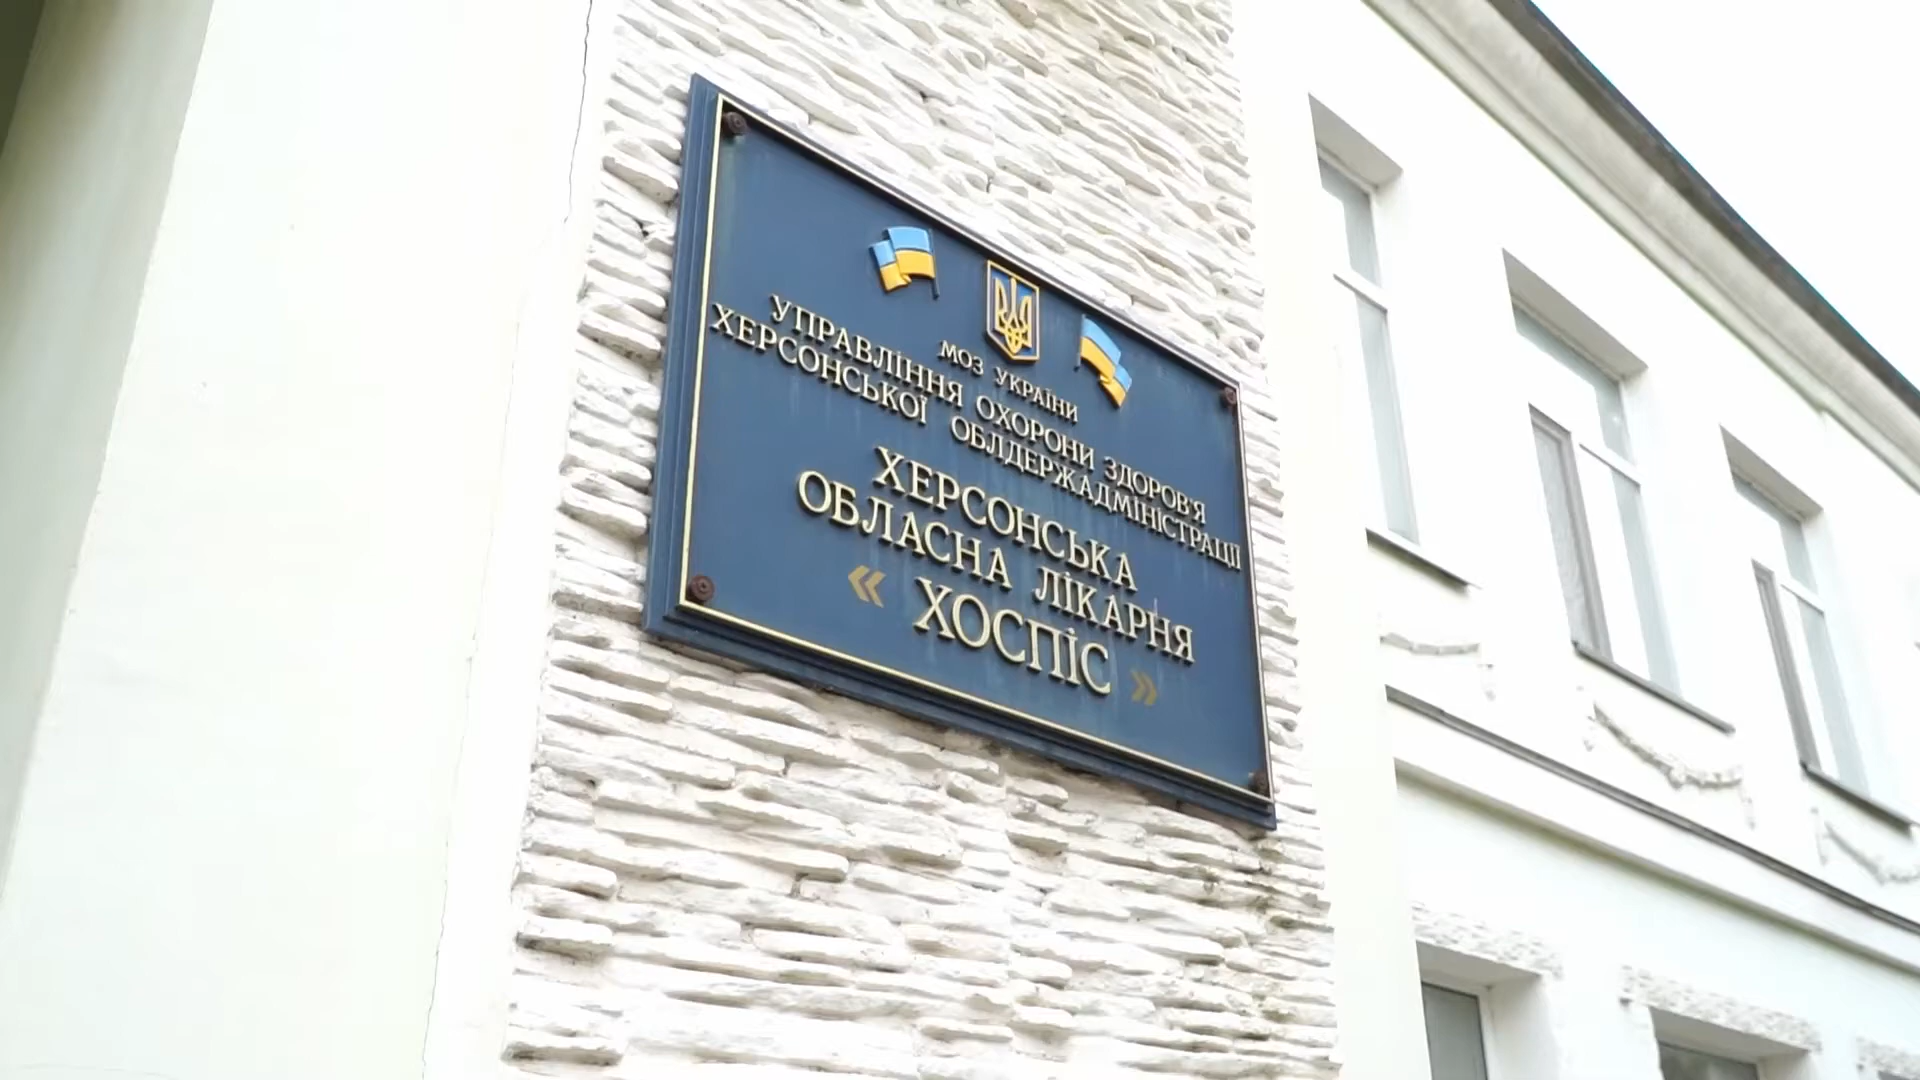 МОЗ УКРАЇНИ
УПРАВЛІННЯ ОХОРОНИ ЗДОРОВ'Я
ХЕРСОНСЬКОЇ ОБЛДЕРЖАДМІНІСТРАЦІЇ
ХЕРСОНСЬКА
ОБЛАСНА ЛІКАРНЯ
« ХОСПІС »